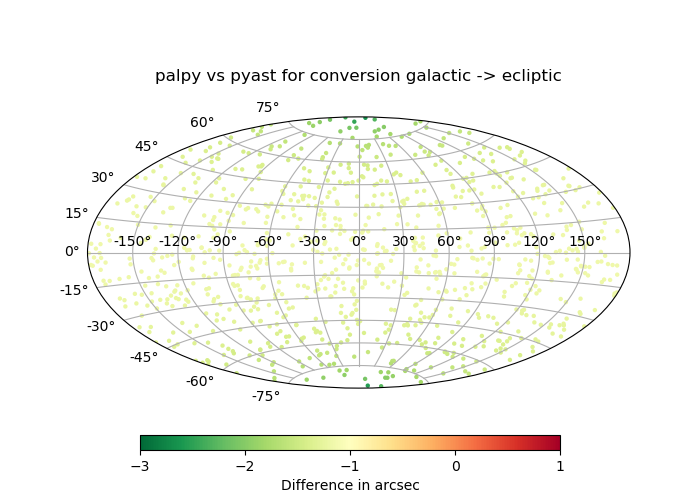 palpy vs pyast for conversion galactic -> ecliptic
75°
60°
45°
30°
15°
-150° -120° -90° -60° -30° 0° 30° 60° 90° 120° 150°
0°
-15°
-30°
-45°
-60°
-75°
−3 −2 −1 0 1
Difference in arcsec